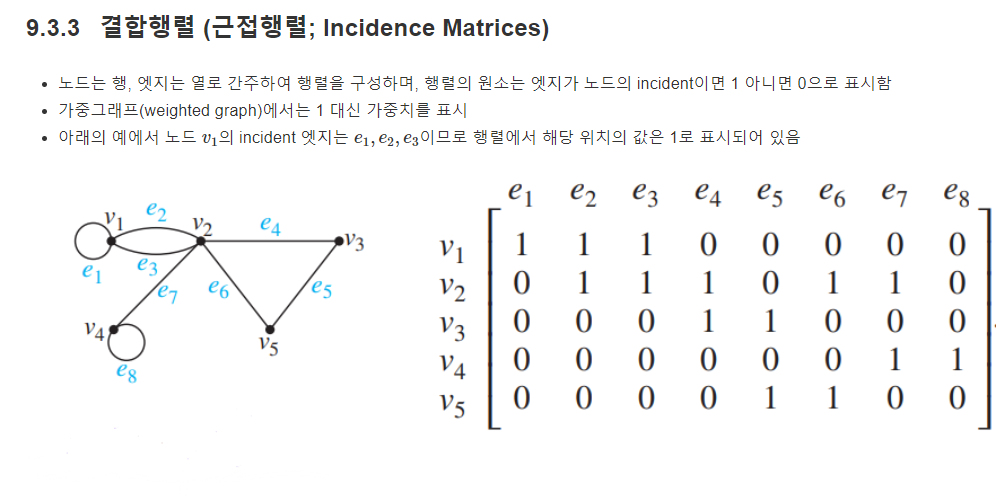 9.3.3 결합행렬 (근접행렬; Incidence Matrices)
• 노드는 행, 엣지는 열로 간주하여 행렬을 구성하며, 행렬의 원소는 엣지가 노드의 incident이면 1 아니면 0으로 표시함
• 가중그래프(weighted graph)에서는 1 대신 가중치를 표시
• 아래의 예에서 노드 v₁의 incident 엣지는 e₁, e₂, e₃이므로 행렬에서 해당 위치의 값은 1로 표시되어 있음
v₁ e₂ v₂ e₄ v₃
e₁ e₃ e₇ e₆ e₅
v₄ v₅
e₈
e₁ e₂ e₃ e₄ e₅ e₆ e₇ e₈
v₁ 1 1 1 0 0 0 0 0
v₂ 0 1 1 1 0 1 1 0
v₃ 0 0 0 1 1 0 0 0
v₄ 0 0 0 0 0 0 1 1
v₅ 0 0 0 0 1 1 0 0